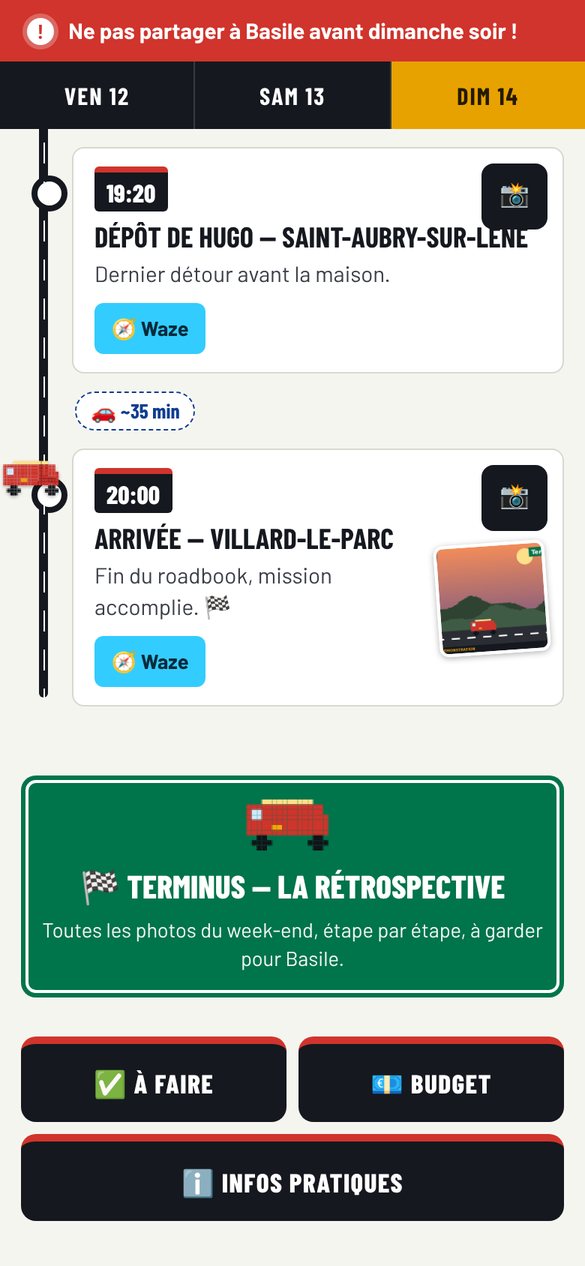 ! Ne pas partager à Basile avant dimanche soir !
VEN 12
SAM 13
DIM 14
19:20
DÉPÔT DE HUGO — SAINT-AUBRY-SUR-LÈNE
Dernier détour avant la maison.
Waze
~35 min
20:00
ARRIVÉE — VILLARD-LE-PARC
Fin du roadbook, mission
accomplie.
Waze
TERMINUS — LA RÉTROSPECTIVE
Toutes les photos du week-end, étape par étape, à garder
pour Basile.
À FAIRE
BUDGET
INFOS PRATIQUES